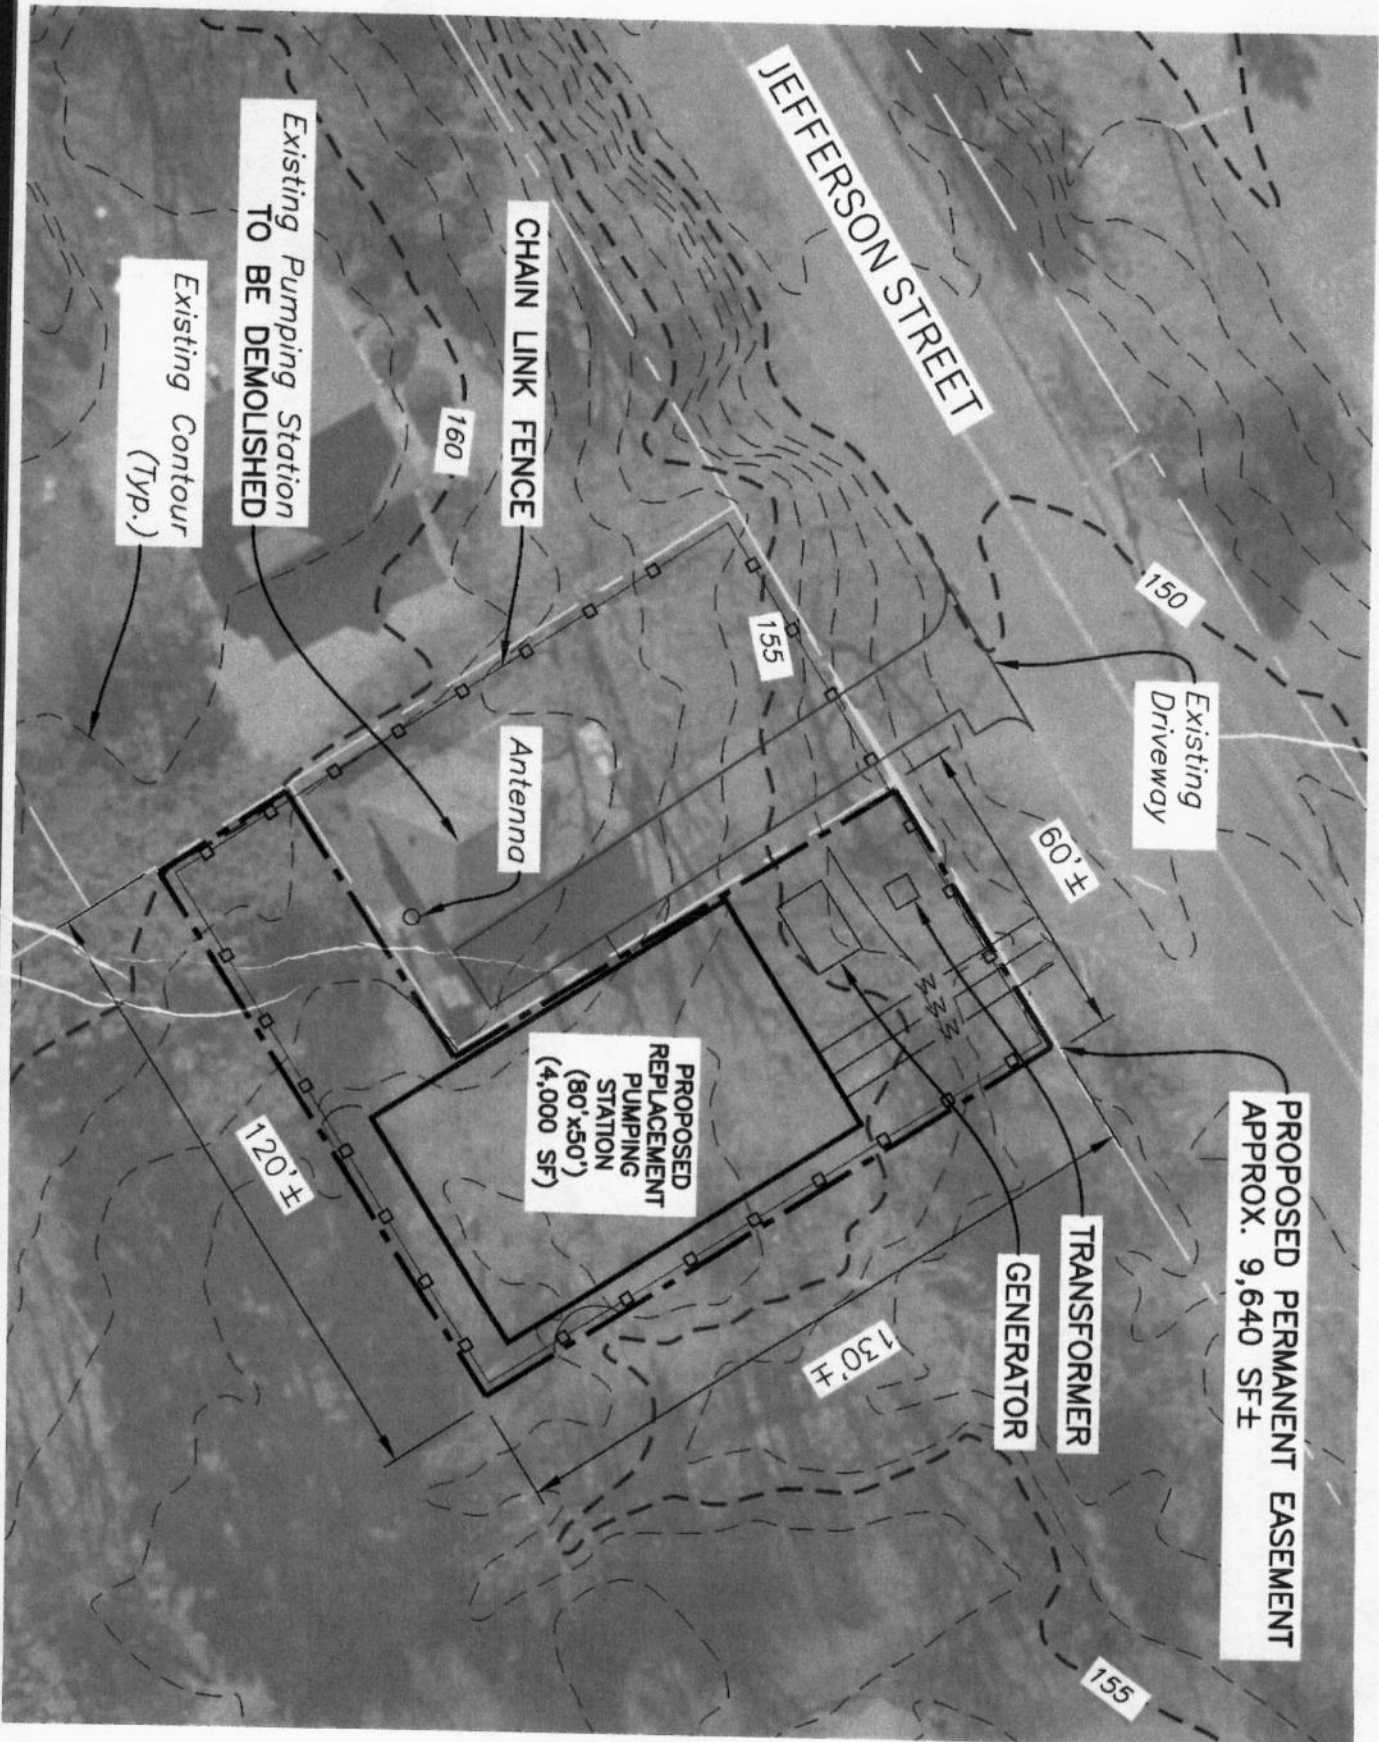 JEFFERSON STREET
Existing Pumping Station
TO BE DEMOLISHED
Existing Contour
(Typ.)
CHAIN LINK FENCE
160
155
150
Existing
Driveway
Antenna
60'±
PROPOSED
REPLACEMENT
PUMPING
STATION
(80'x50')
(4,000 SF)
120'±
130'±
PROPOSED PERMANENT EASEMENT
APPROX. 9,640 SF±
TRANSFORMER
GENERATOR
155